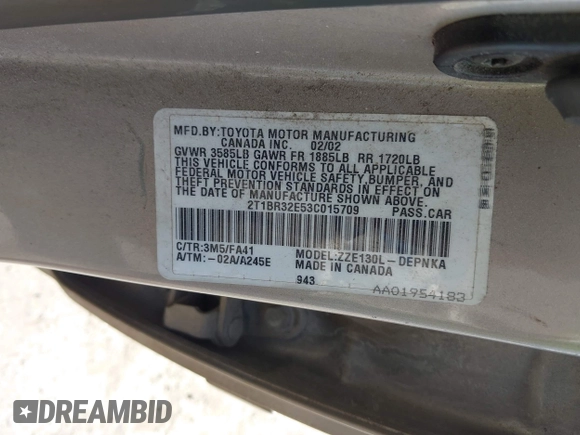 MFD.BY:TOYOTA MOTOR MANUFACTURING
CANADA INC. 02/02
GVWR 3585LB GAWR FR 1885LB RR 1720LB
THIS VEHICLE CONFORMS TO ALL APPLICABLE
FEDERAL MOTOR VEHICLE SAFETY,BUMPER, AND
THEFT PREVENTION STANDARDS IN EFFECT ON
THE DATE OF MANUFACTURE SHOWN ABOVE.
2T1BR32E53C015709 PASS.CAR
C/TR:3M5/FA41 MODEL:ZZE130L-DEPNKA
A/TM:-02A/A245E MADE IN CANADA
943
AA01954183
DREAMBID